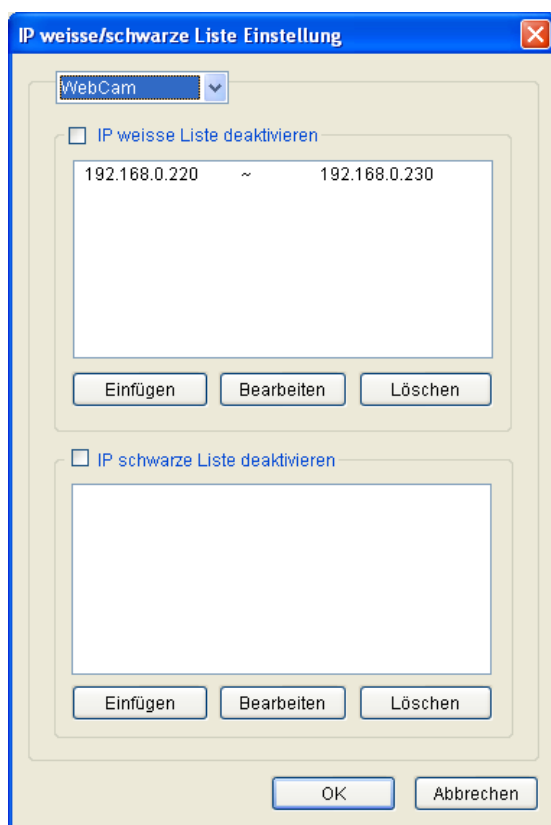 IP weisse/schwarze Liste Einstellung
WebCam
IP weisse Liste deaktivieren
192.168.0.220 ~ 192.168.0.230
Einfügen Bearbeiten Löschen
IP schwarze Liste deaktivieren
Einfügen Bearbeiten Löschen
OK Abbrechen